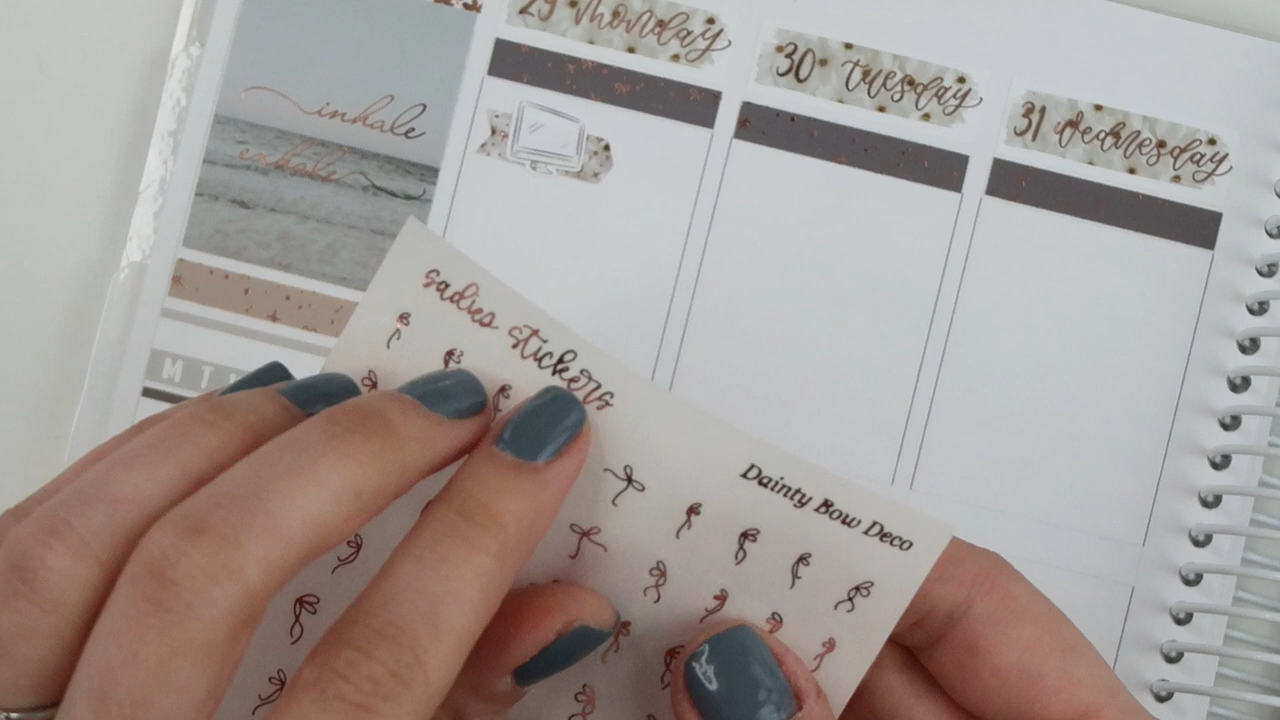 29 monday
30 tuesday
31 wednesday
inhale
exhale
M T
sadies stickers
Dainty Bow Deco